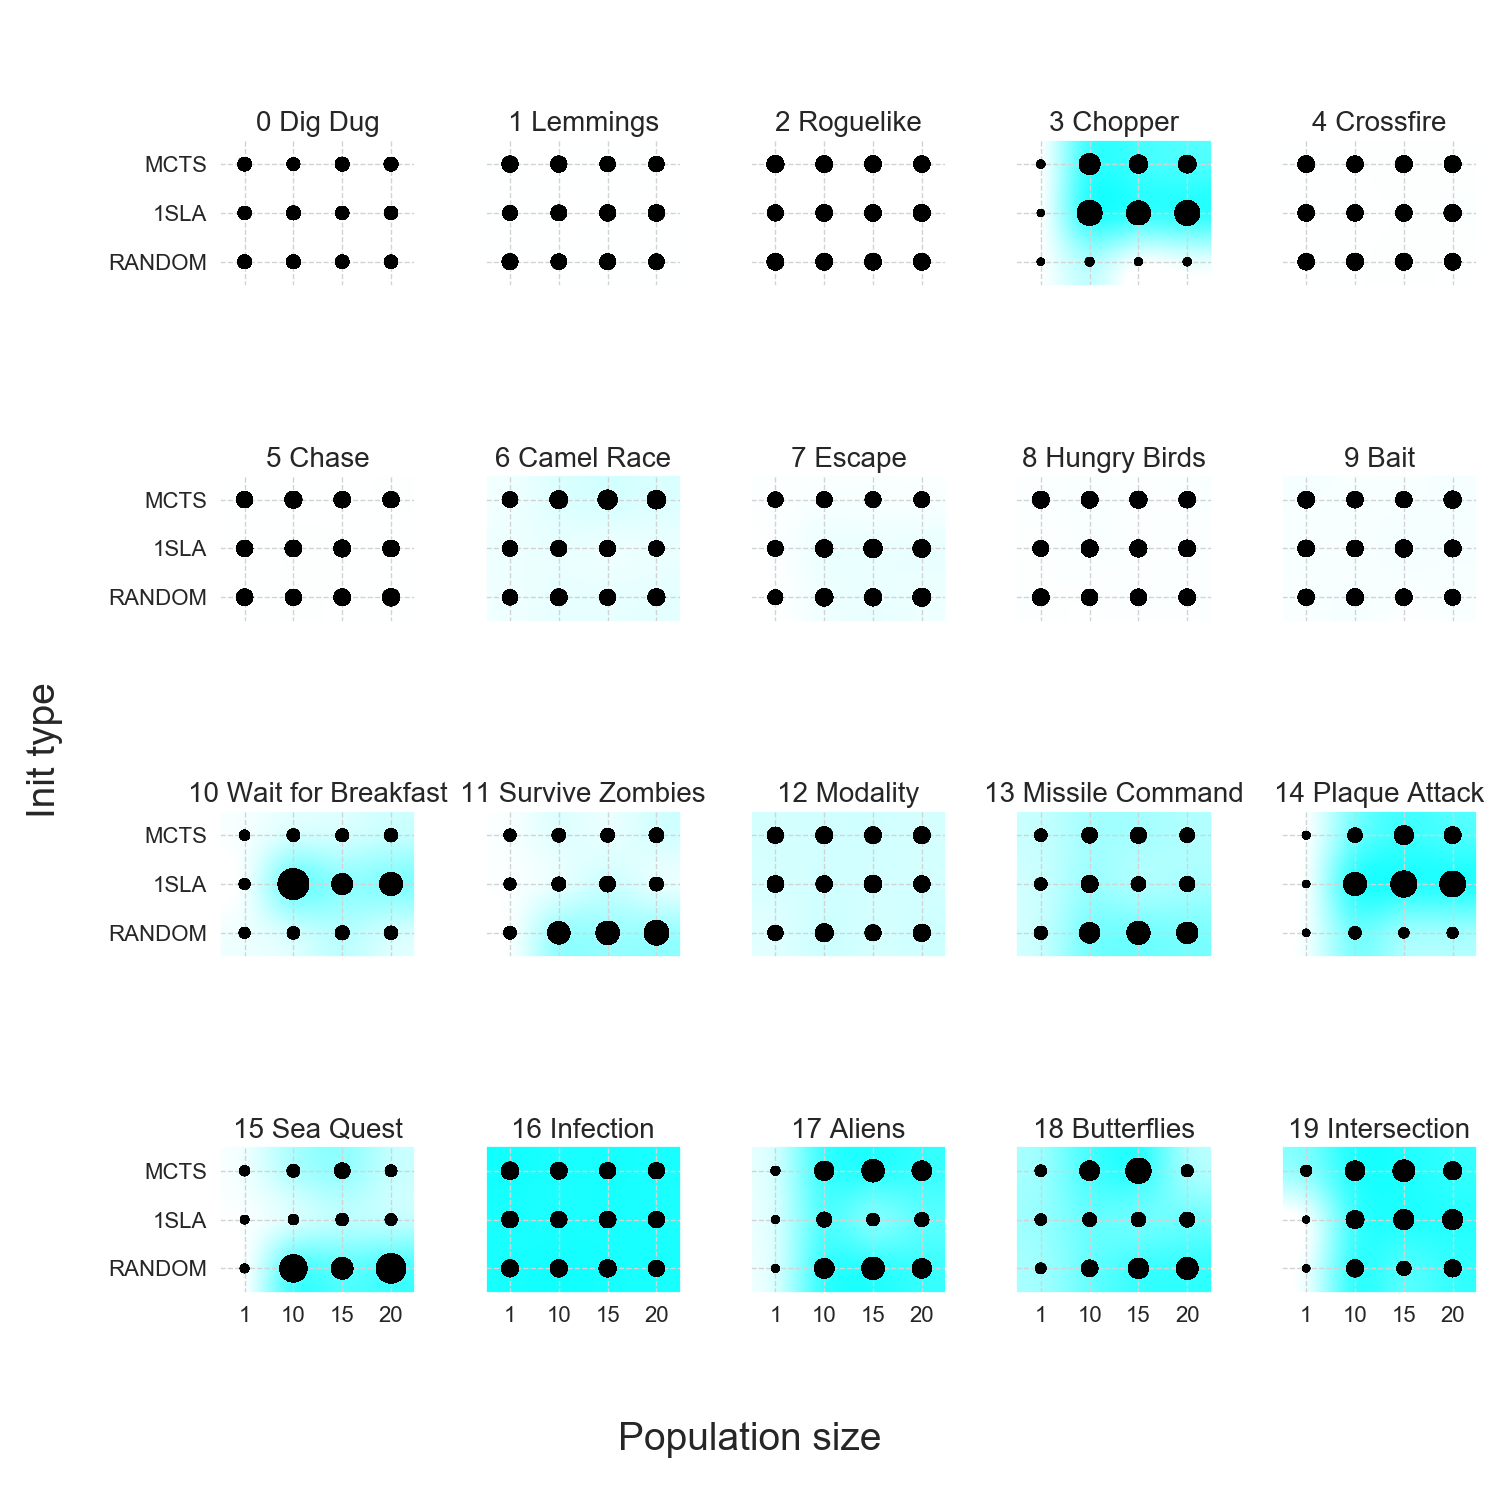 0 Dig Dug
1 Lemmings
2 Roguelike
3 Chopper
4 Crossfire
MCTS
1SLA
RANDOM
5 Chase
6 Camel Race
7 Escape
8 Hungry Birds
9 Bait
MCTS
1SLA
RANDOM
Init type
10 Wait for Breakfast
11 Survive Zombies
12 Modality
13 Missile Command
14 Plaque Attack
MCTS
1SLA
RANDOM
15 Sea Quest
16 Infection
17 Aliens
18 Butterflies
19 Intersection
MCTS
1SLA
RANDOM
1 10 15 20
1 10 15 20
1 10 15 20
1 10 15 20
1 10 15 20
Population size